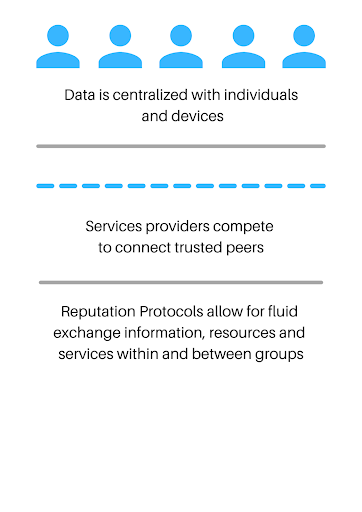 Data is centralized with individuals
and devices
Services providers compete
to connect trusted peers
Reputation Protocols allow for fluid
exchange information, resources and
services within and between groups